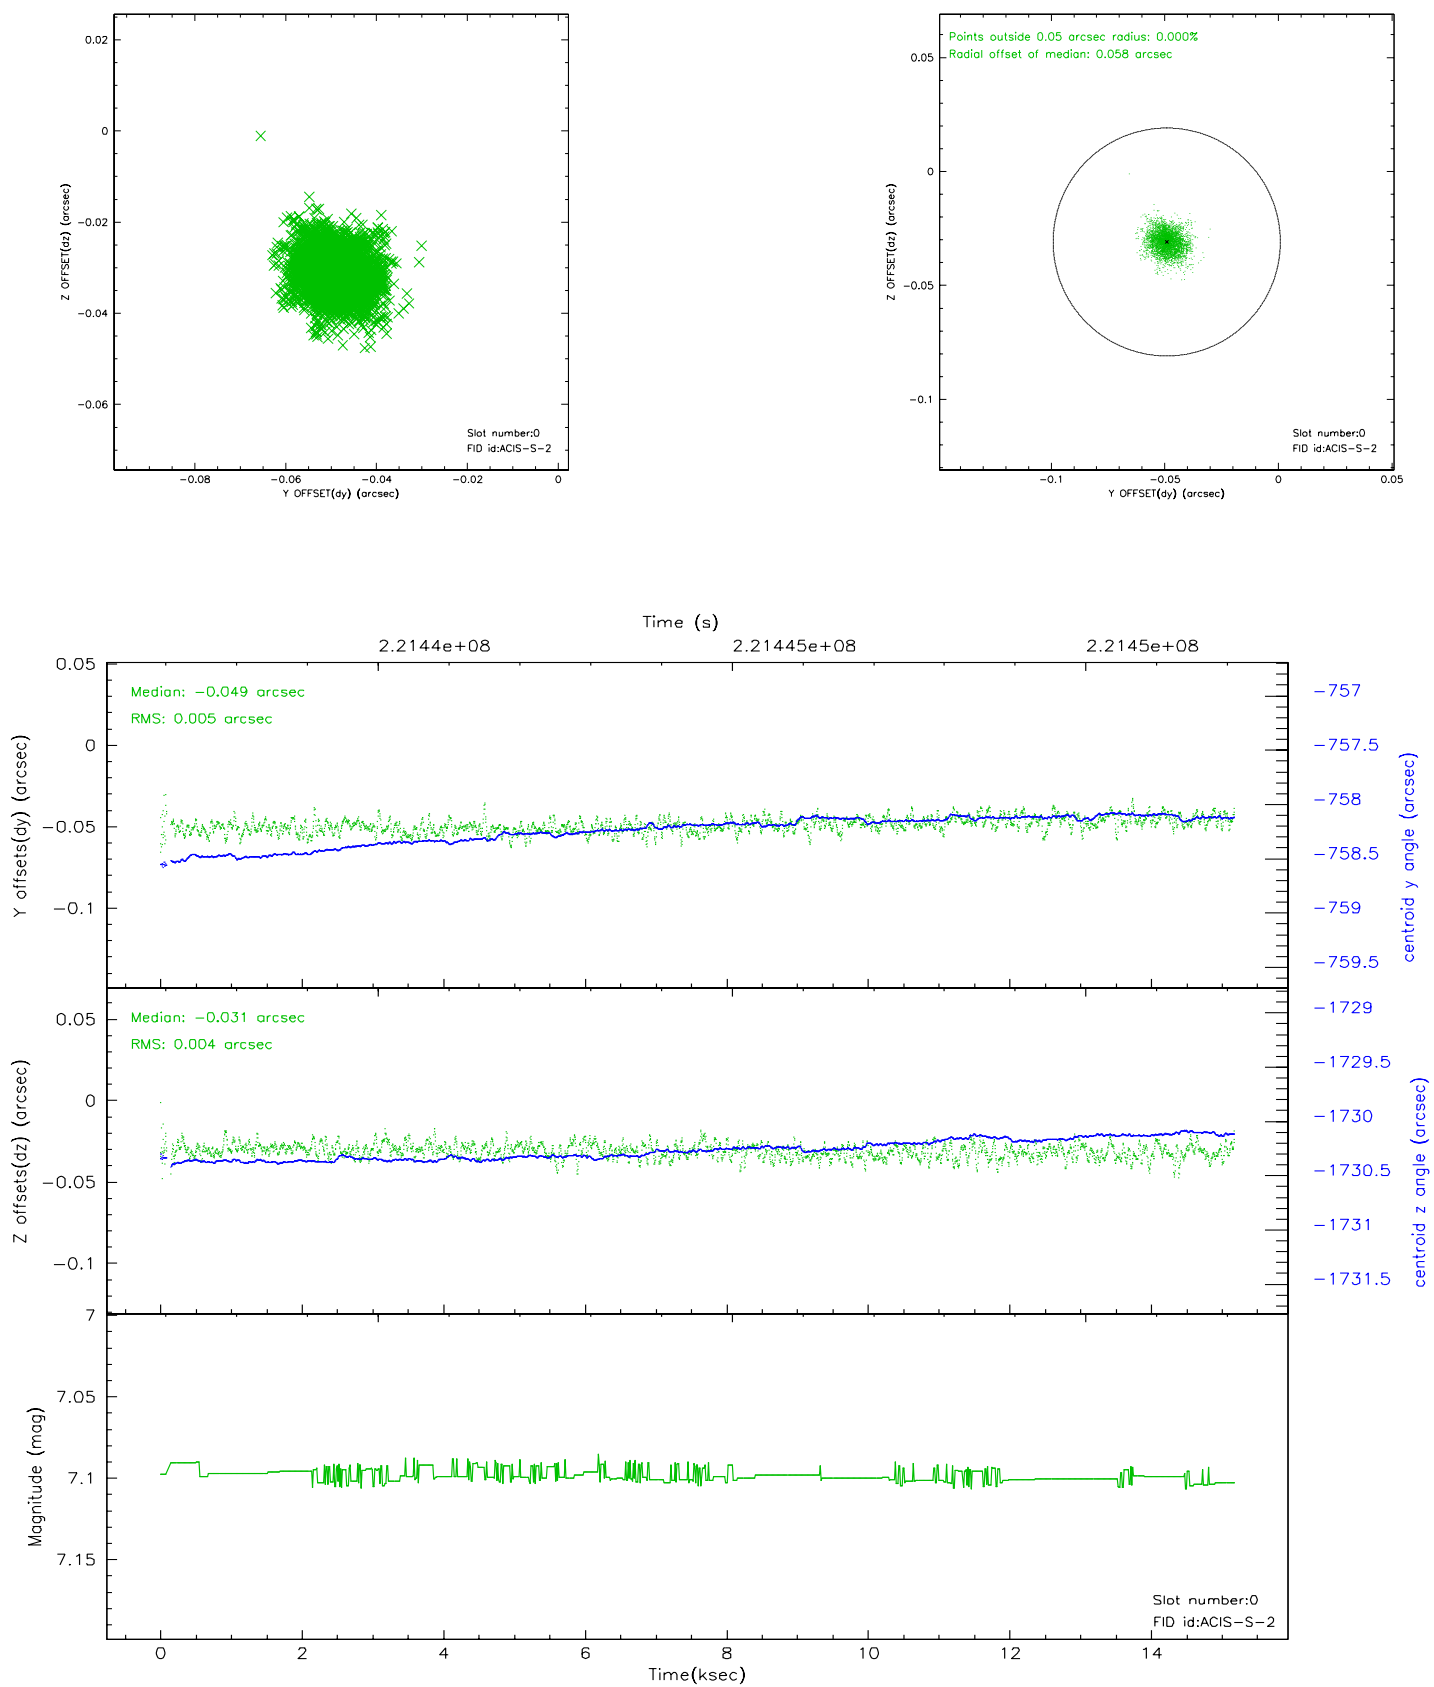 0.02
0
−0.02
−0.04
−0.06
Z OFFSET(dz) (arcsec)
Slot number:0
FID id:ACIS−S−2
−0.08 −0.06 −0.04 −0.02 0
Y OFFSET(dy) (arcsec)
Points outside 0.05 arcsec radius: 0.000%
Radial offset of median: 0.058 arcsec
0.05
0
−0.05
−0.1
Z OFFSET(dz) (arcsec)
Slot number:0
FID id:ACIS−S−2
−0.1 −0.05 0 0.05
Y OFFSET(dy) (arcsec)
Time (s)
2.2144e+08 2.21445e+08 2.2145e+08
Median: −0.049 arcsec
RMS: 0.005 arcsec
0.05
0
−0.05
−0.1
Y offsets(dy) (arcsec)
−757
−757.5
−758
−758.5
−759
−759.5
centroid y angle (arcsec)
Median: −0.031 arcsec
RMS: 0.004 arcsec
0.05
0
−0.05
−0.1
Z offsets(dz) (arcsec)
−1729
−1729.5
−1730
−1730.5
−1731
−1731.5
centroid z angle (arcsec)
7
7.05
7.1
7.15
Magnitude (mag)
Slot number:0
FID id:ACIS−S−2
0 2 4 6 8 10 12 14
Time(ksec)